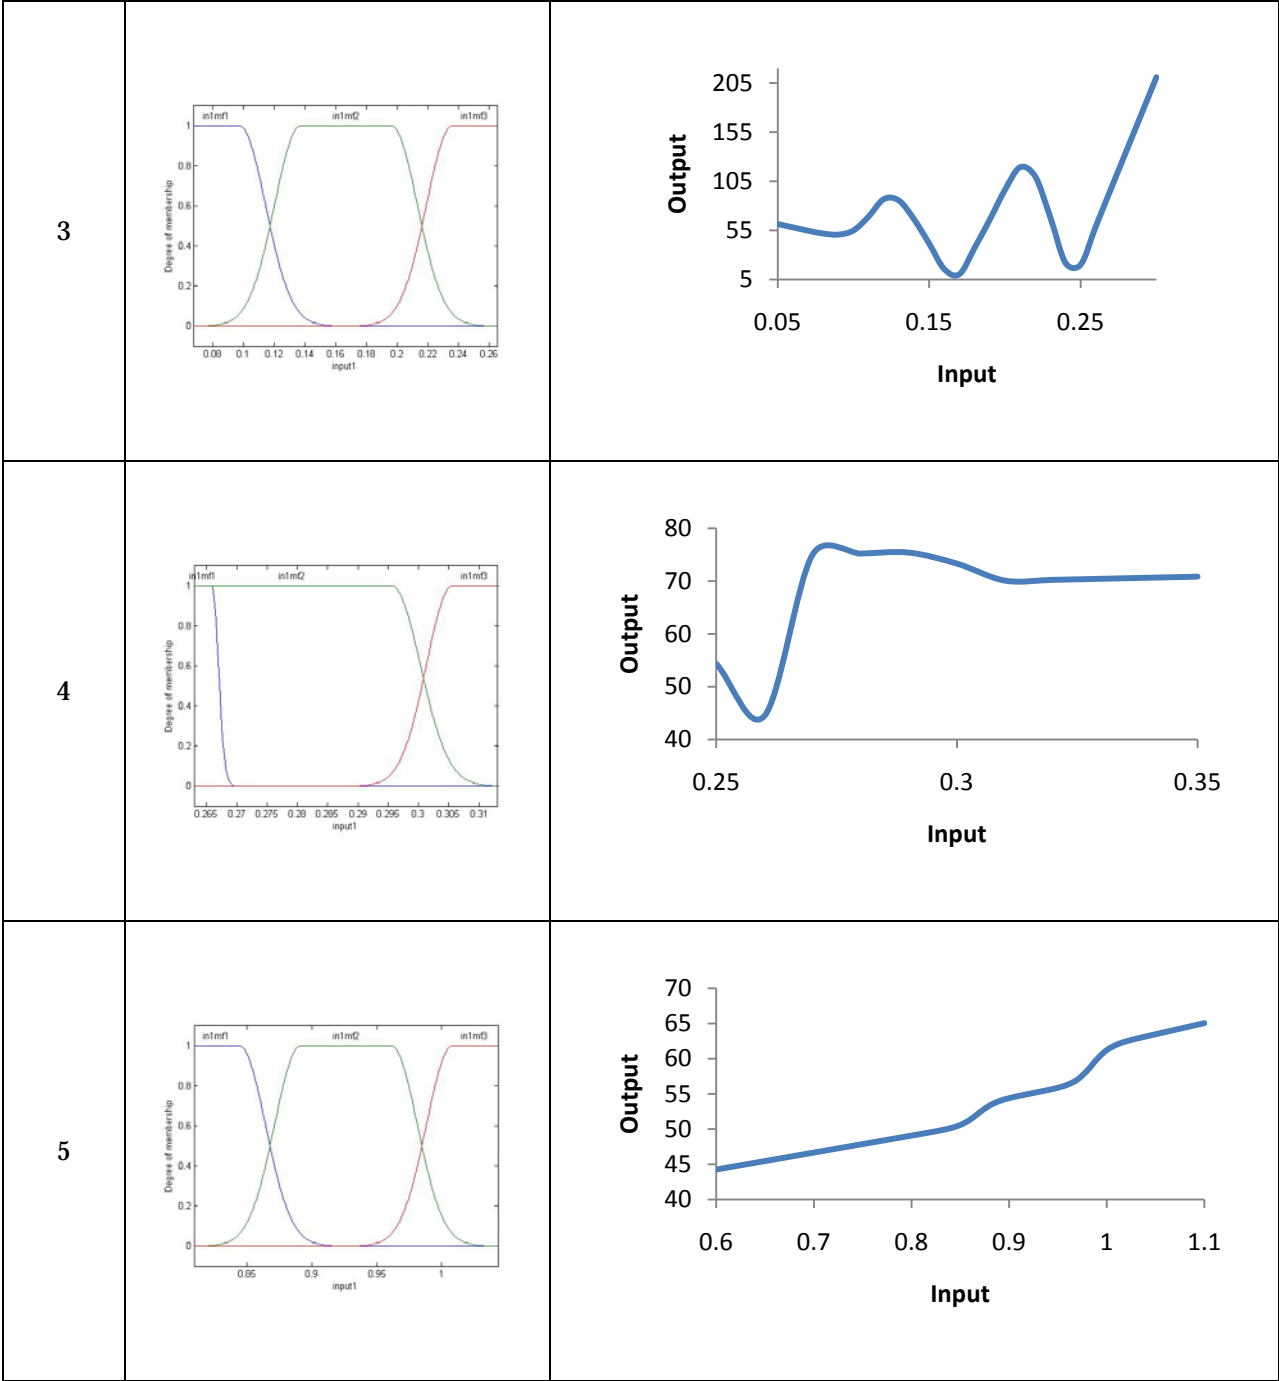 3
in1mf1 in1mf2 in1mf3
1
0.8
0.6
0.4
0.2
0
Degree of membership
0.08 0.1 0.12 0.14 0.16 0.18 0.2 0.22 0.24 0.26
input1
205
155
105
55
5
Output
0.05 0.15 0.25
Input
4
in1mf1 in1mf2 in1mf3
1
0.8
0.6
0.4
0.2
0
Degree of membership
0.265 0.27 0.275 0.28 0.285 0.29 0.295 0.3 0.305 0.31
input1
80
70
60
50
40
Output
0.25 0.3 0.35
Input
5
in1mf1 in1mf2 in1mf3
1
0.8
0.6
0.4
0.2
0
Degree of membership
0.85 0.9 0.95 1
input1
70
65
60
55
50
45
40
Output
0.6 0.7 0.8 0.9 1 1.1
Input